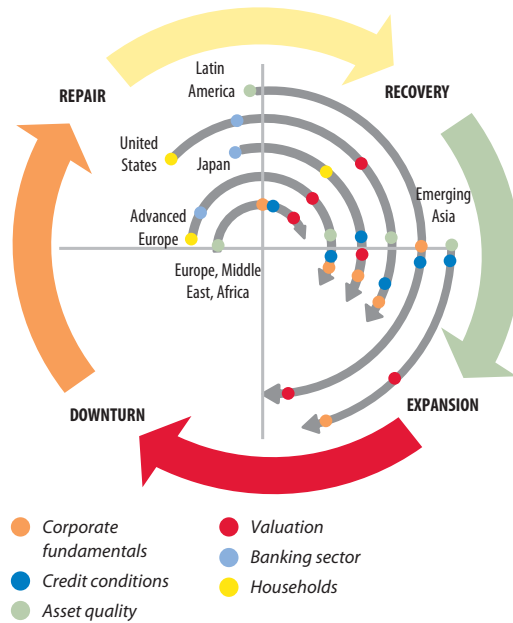 Latin
America
REPAIR
RECOVERY
United
States
Japan
Emerging
Asia
Advanced
Europe
Europe, Middle
East, Africa
DOWNTURN
EXPANSION
Corporate
fundamentals
Credit conditions
Asset quality
Valuation
Banking sector
Households